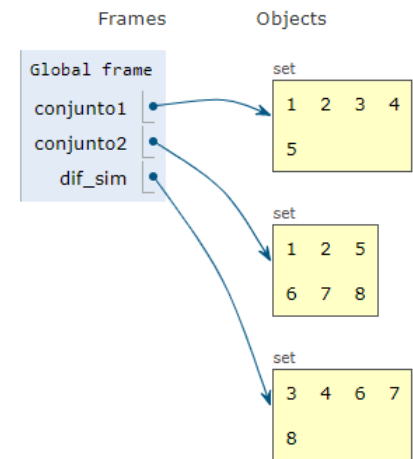 Frames Objects
Global frame
conjunto1
conjunto2
dif_sim
set
1 2 3 4
5
set
1 2 5
6 7 8
set
3 4 6 7
8